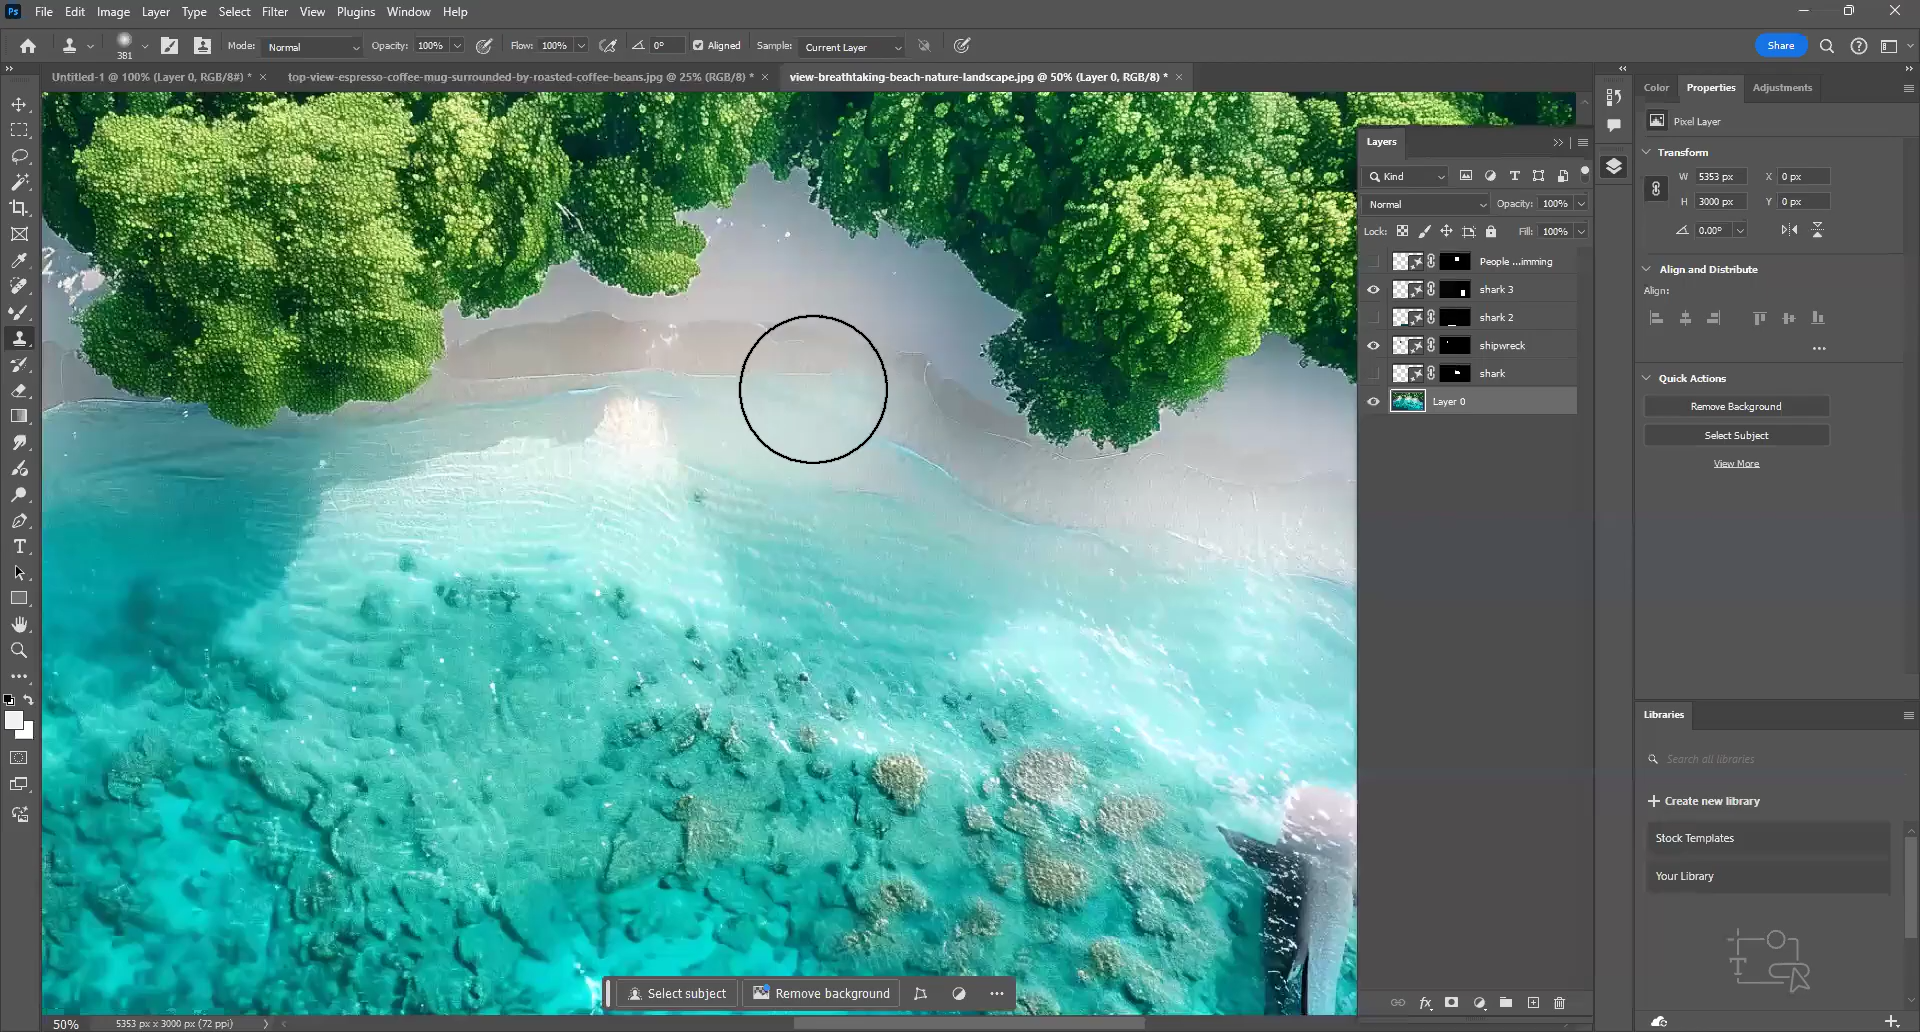 Ps File Edit Image Layer Type Select Filter View Plugins Window Help
381 Mode: Normal Opacity: 100% Flow: 100% 0° Aligned Sample: Current Layer Share
Untitled-1 @ 100% (Layer 0, RGB/8#) * top-view-espresso-coffee-mug-surrounded-by-roasted-coffee-beans.jpg @ 25% (RGB/8) * view-breathtaking-beach-nature-landscape.jpg @ 50% (Layer 0, RGB/8) *
Layers
Kind
Normal Opacity: 100%
Lock: Fill: 100%
People ...imming
shark 3
shark 2
shipwreck
shark
Layer 0
Color Properties Adjustments
Pixel Layer
Transform
W 5353 px X 0 px
H 3000 px Y 0 px
0.00°
Align and Distribute
Align:
Quick Actions
Remove Background
Select Subject
View More
Libraries
Search all libraries
Create new library
Stock Templates
Your Library
Select subject Remove background
50% 5353 px x 3000 px (72 ppi)